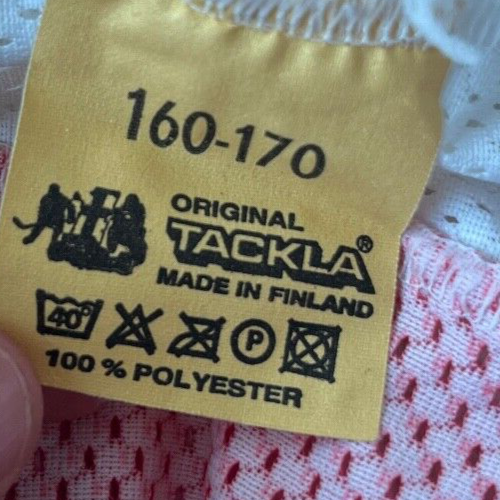 160-170
ORIGINAL
TACKLA®
MADE IN FINLAND
40° P
100 % POLYESTER